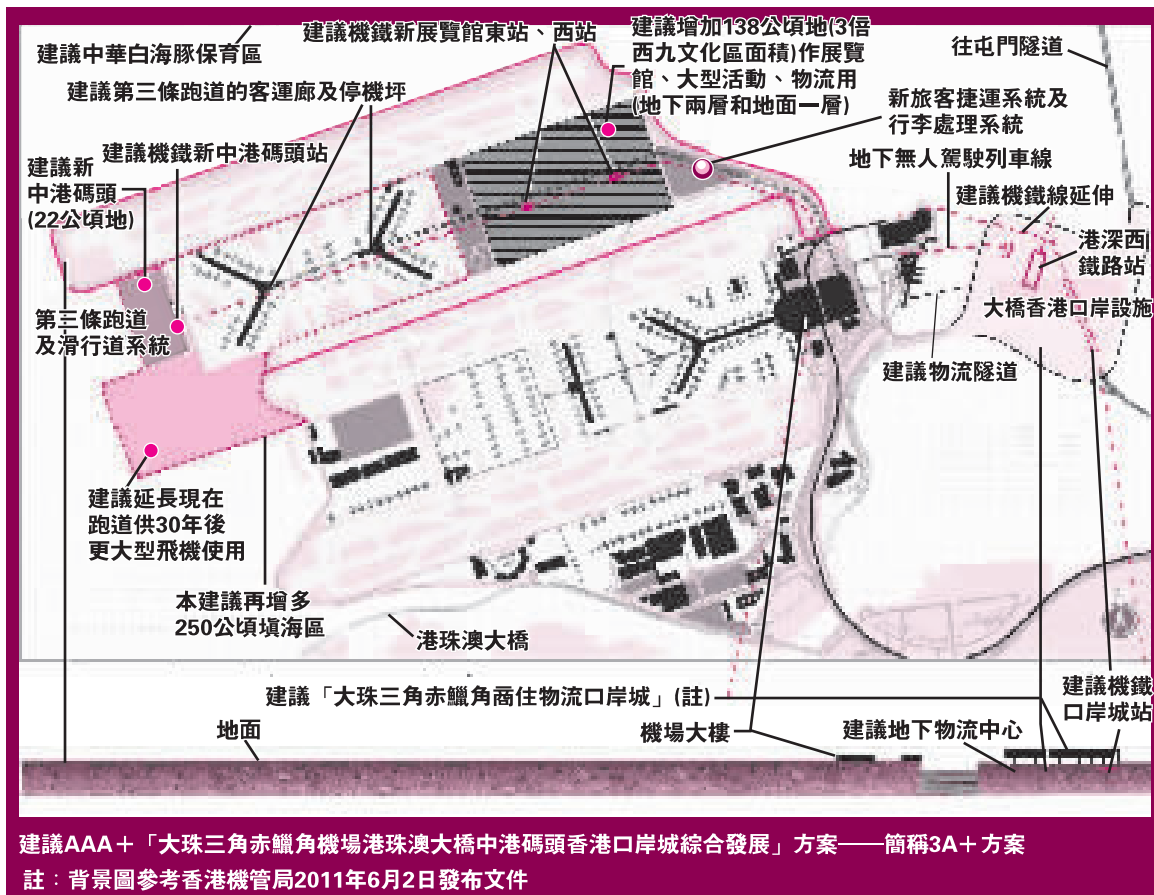 建議中華白海豚保育區
建議機鐵新展覽館東站、西站
建議增加138公頃地(3倍
西九文化區面積)作展覽
館、大型活動、物流用
(地下兩層和地面一層)
往屯門隧道
建議第三條跑道的客運廊及停機坪
新旅客捷運系統及
行李處理系統
建議機鐵新中港碼頭站
建議新
中港碼頭
(22公頃地)
地下無人駕駛列車線
建議機鐵線延伸
港深西
鐵路站
大橋香港口岸設施
第三條跑道
及滑行道系統
建議物流隧道
建議延長現在
跑道供30年後
更大型飛機使用
本建議再增多
250公頃填海區
港珠澳大橋
建議「大珠三角赤鱲角商住物流口岸城」(註)
建議機鐵
口岸城站
地面
機場大樓
建議地下物流中心
建議AAA＋「大珠三角赤鱲角機場港珠澳大橋中港碼頭香港口岸城綜合發展」方案——簡稱3A＋方案
註：背景圖參考香港機管局2011年6月2日發布文件